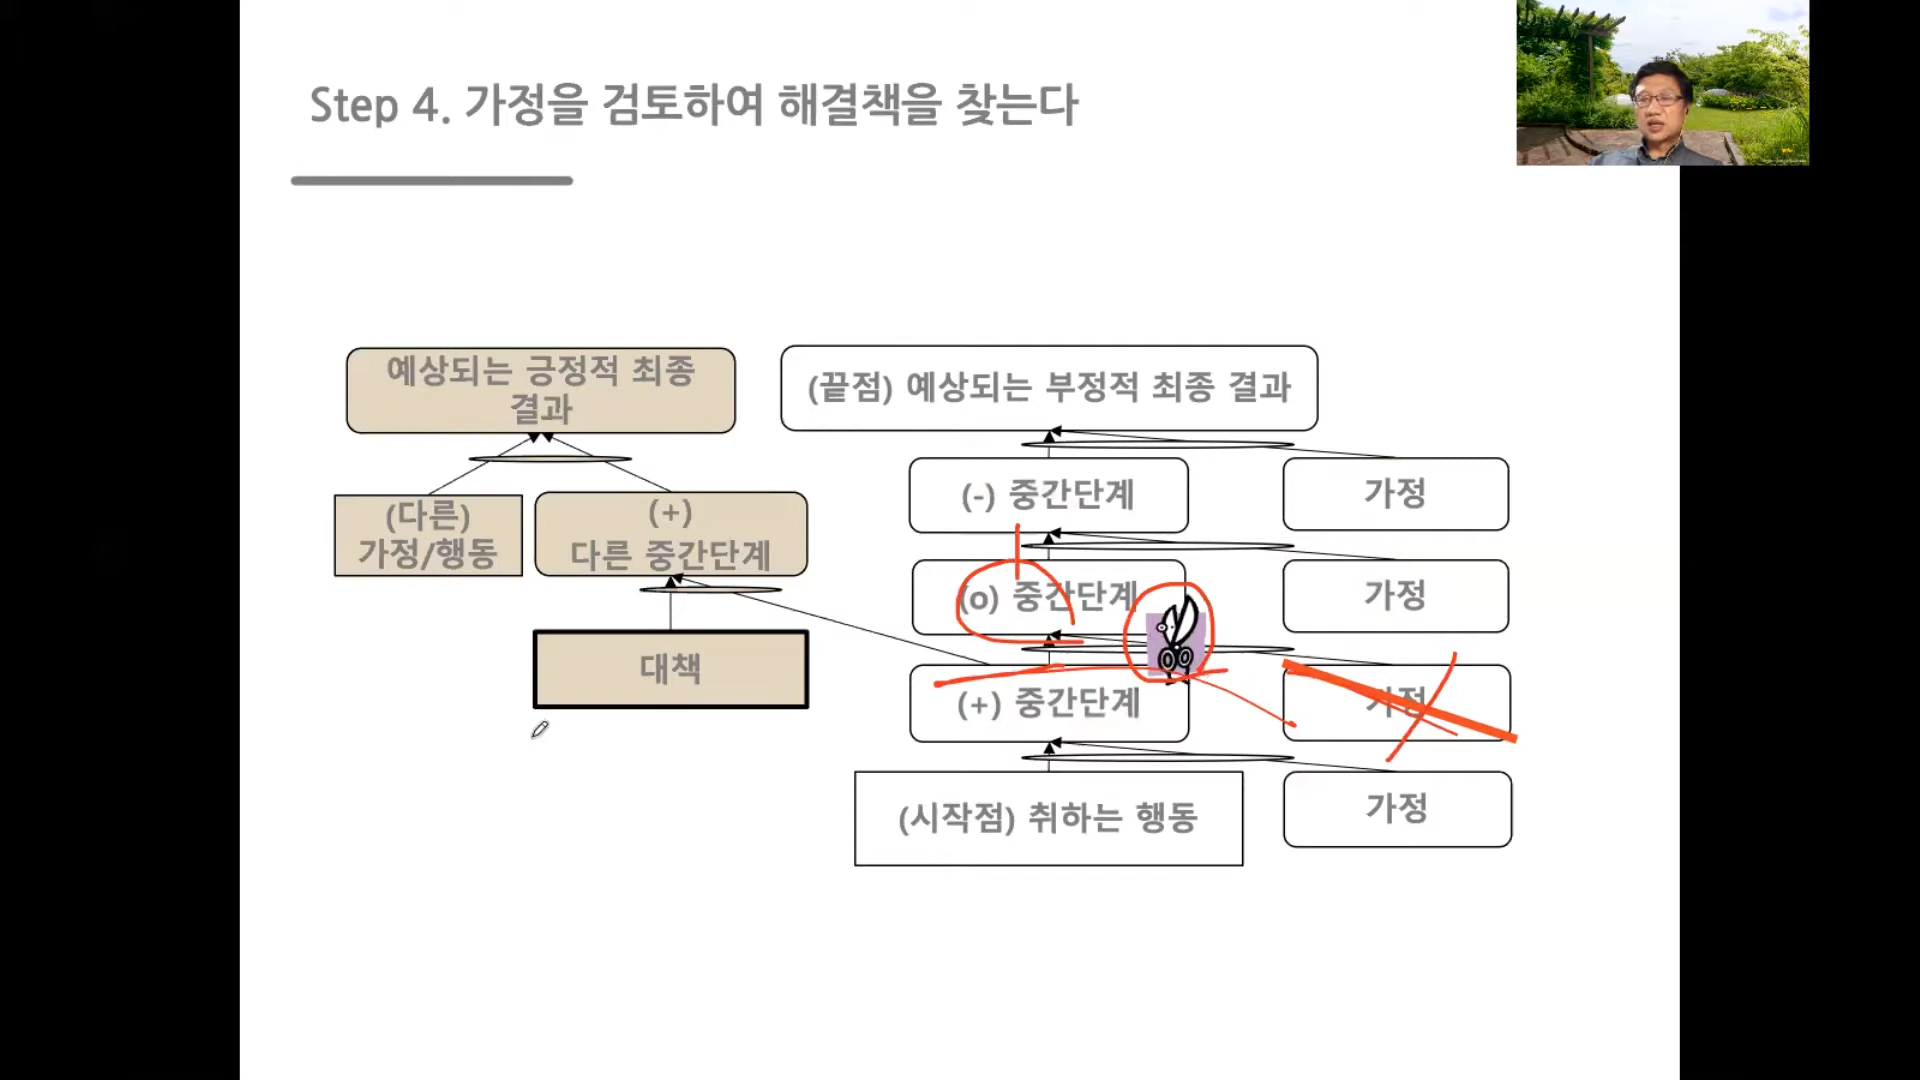 Step 4. 가정을 검토하여 해결책을 찾는다
예상되는 긍정적 최종
결과
(다른)
가정/행동
(+)
다른 중간단계
대책
(끝점) 예상되는 부정적 최종 결과
(-) 중간단계
가정
(o) 중간단계
가정
(+) 중간단계
가정
(시작점) 취하는 행동
가정